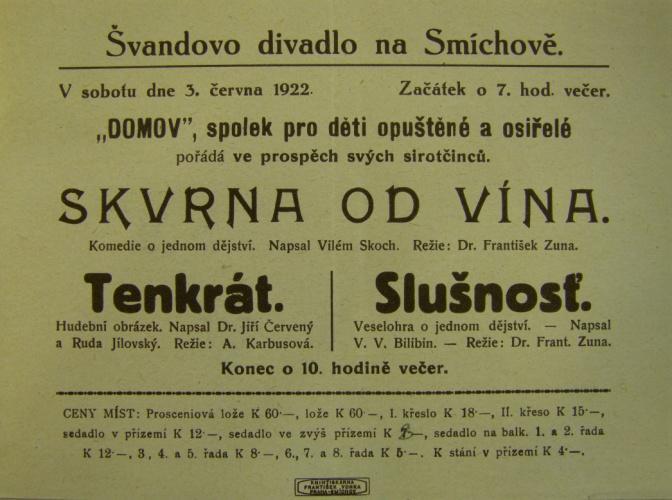 Švandovo divadlo na Smíchově.
V sobotu dne 3. června 1922. Začátek o 7. hod. večer.
„DOMOV”, spolek pro děti opuštěné a osiřelé
pořádá ve prospěch svých sirotčinců.
SKVRNA OD VÍNA.
Komedie o jednom dějství. Napsal Vilém Skoch. Režie: Dr. František Zuna.
Tenkrát.
Hudební obrázek. Napsal Dr. Jiří Červený
a Ruda Jílovský. Režie: A. Karbusová.
Slušnosť.
Veselohra o jednom dějství. — Napsal
V. V. Bilibin. — Režie: Dr. Frant. Zuna.
Konec o 10. hodině večer.
CENY MÍST: Prosceniová lože K 60·—, lože K 60·—, I. křeslo K 18·—, II. křeso K 15·—,
sedadlo v přízemí K 12·—, sedadlo ve zvýš přízemí K —, sedadlo na balk. 1. a 2. řada
K 12·—, 3, 4. a 5. řada K 8·—, 6., 7. a 8. řada K 5·—. K stání v přízemí K 4·—.
KNIHTISKÁRNA
FRANTIŠEK VONKA
PRAHA-SMÍCHOV